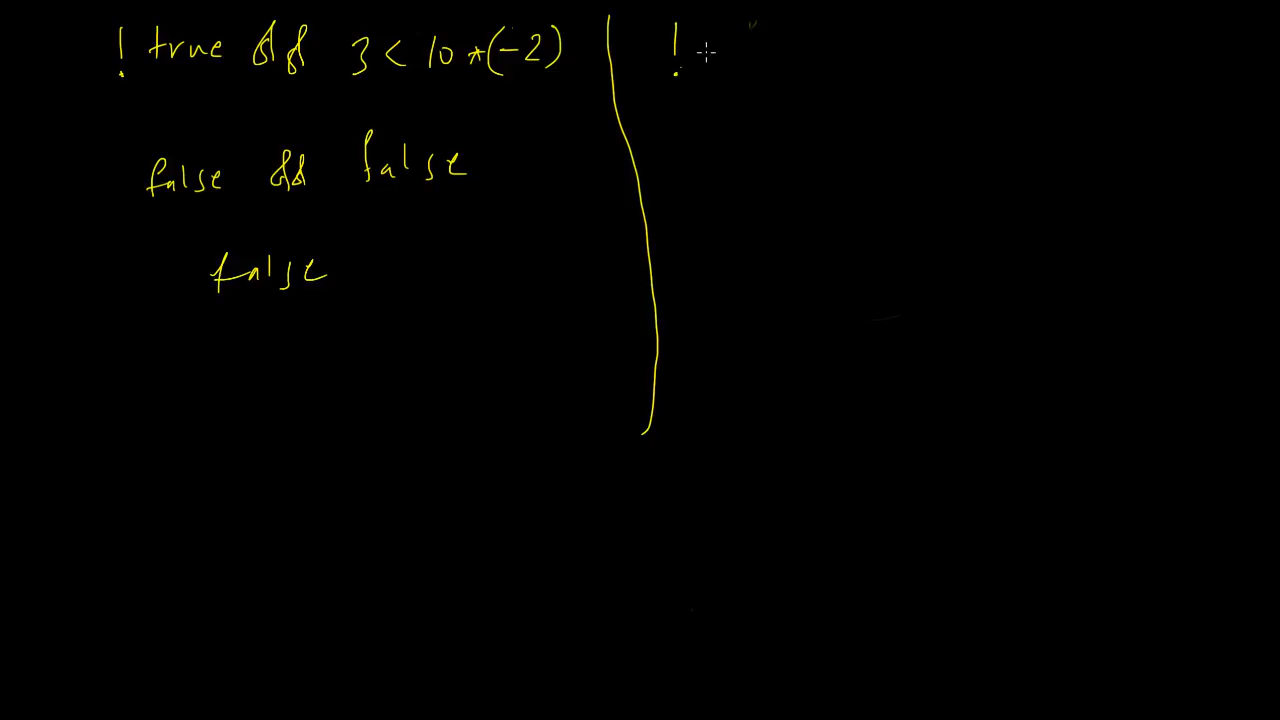 ! true && 3 < 10 * (-2)
false && false
false
!